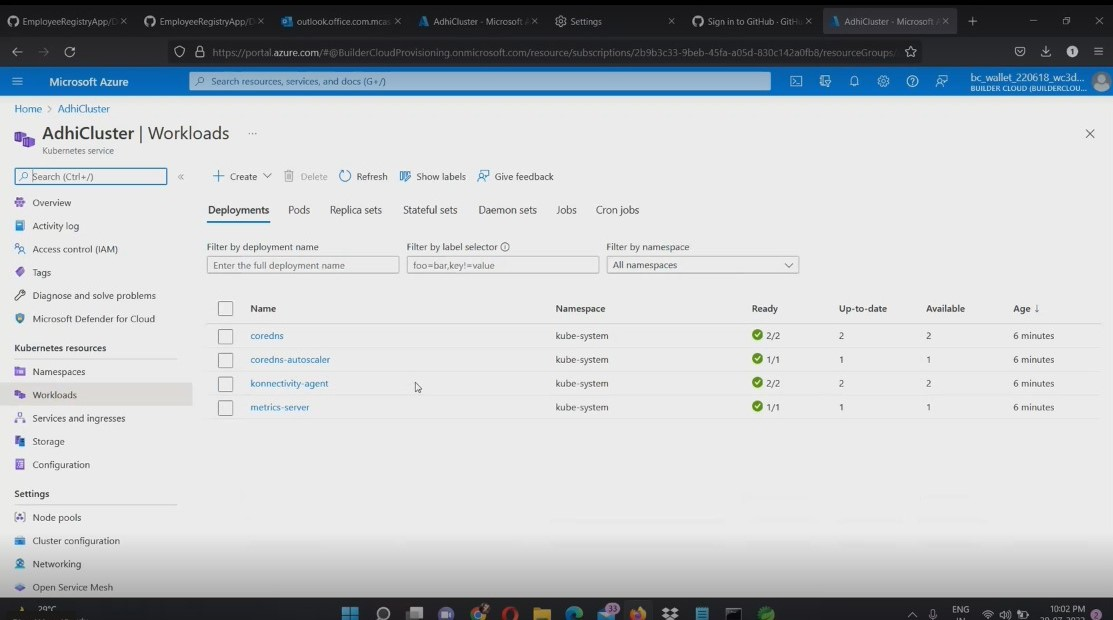 EmployeeRegistryApp/D
EmployeeRegistryApp/D
outlook.office.com.mcas
AdhiCluster - Microsoft A
Settings
Sign in to GitHub · GitHub
AdhiCluster - Microsoft A
https://portal.azure.com/#@BuilderCloudProvisioning.onmicrosoft.com/resource/subscriptions/2b9b3c33-9beb-45fa-a05d-830c142a0fb8/resourceGroups
Microsoft Azure
Search resources, services, and docs (G+/)
bc_wallet_220618_wc3d...
BUILDER CLOUD (BUILDERCLOU...
Home > AdhiCluster
AdhiCluster | Workloads ...
Kubernetes service
Search (Ctrl+/)
«
Create
Delete
Refresh
Show labels
Give feedback
Overview
Activity log
Access control (IAM)
Tags
Diagnose and solve problems
Microsoft Defender for Cloud
Kubernetes resources
Namespaces
Workloads
Services and ingresses
Storage
Configuration
Settings
Node pools
Cluster configuration
Networking
Open Service Mesh
Deployments Pods Replica sets Stateful sets Daemon sets Jobs Cron jobs
Filter by deployment name Filter by label selector Filter by namespace
Enter the full deployment name foo=bar,key!=value All namespaces
Name Namespace Ready Up-to-date Available Age ↓
coredns kube-system 2/2 2 2 6 minutes
coredns-autoscaler kube-system 1/1 1 1 6 minutes
konnectivity-agent kube-system 2/2 2 2 6 minutes
metrics-server kube-system 1/1 1 1 6 minutes
29°C
33
ENG
10:02 PM
2